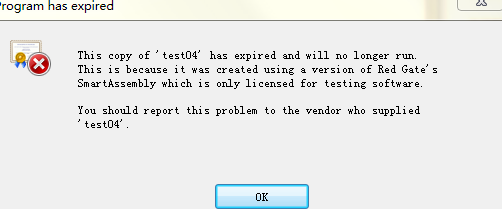 Program has expired
This copy of 'test04' has expired and will no longer run.
This is because it was created using a version of Red Gate's
SmartAssembly which is only licensed for testing software.
You should report this problem to the vendor who supplied
'test04'.
OK